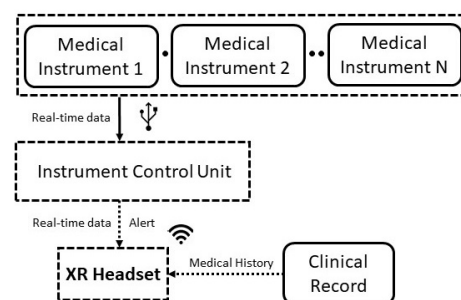 Medical Instrument 1
Medical Instrument 2
Medical Instrument N
Real-time data
Instrument Control Unit
Real-time data
Alert
XR Headset
Medical History
Clinical Record